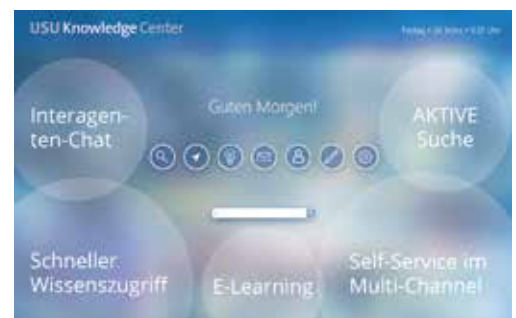 USU Knowledge Center
Guten Morgen!
Interagen-
ten-Chat
AKTIVE
Suche
Schneller
Wissenszugriff
E-Learning
Self-Service im
Multi-Channel